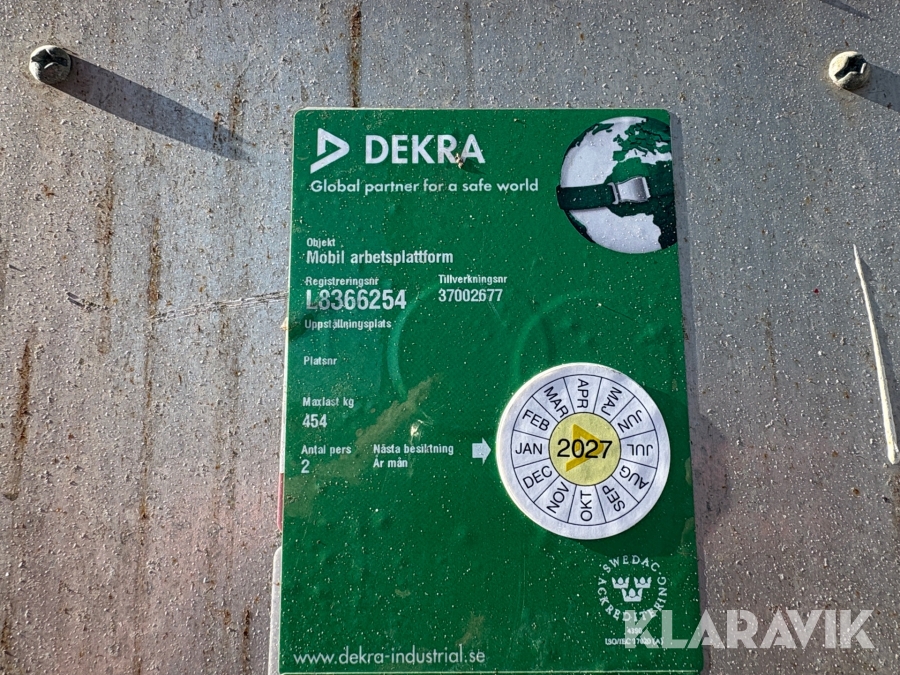 DEKRA
Global partner for a safe world
Objekt
Mobil arbetsplattform
Registreringsnr Tillverkningsnr
L8366254 37002677
Uppställningsplats
Platsnr
Maxlast kg
454
Antal pers Nästa besiktning
2 År mån
JAN FEB MAR APR MAJ JUN JUL AUG SEP OKT NOV DEC
2027
SWEDAC
ACKREDITERING
www.dekra-industrial.se
KLARAVIK